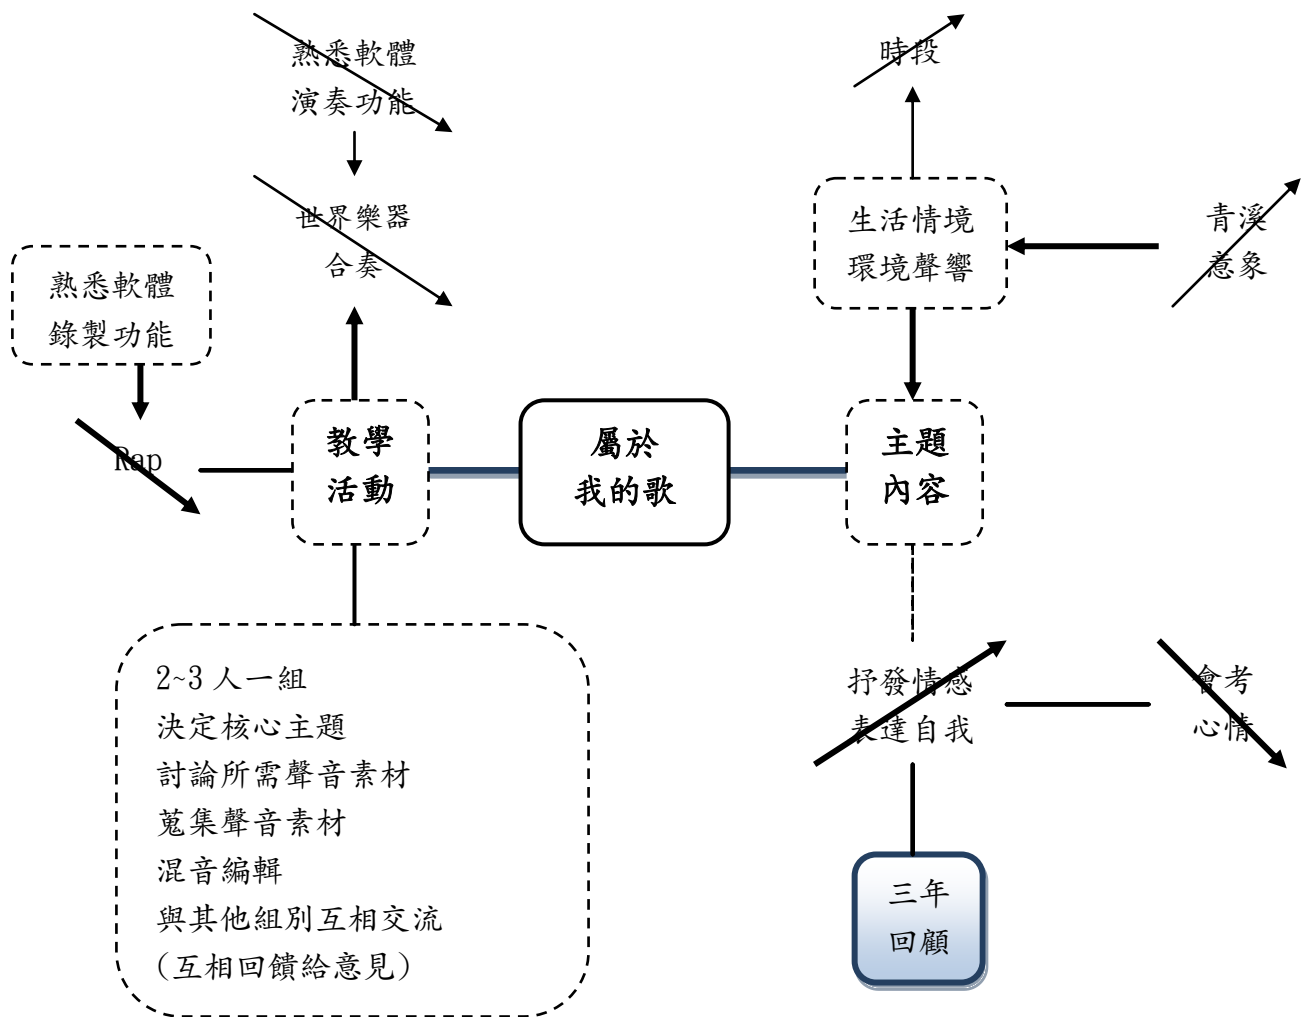 熟悉軟體
演奏功能
時段
世界樂器
合奏
生活情境
環境聲響
青溪
意象
熟悉軟體
錄製功能
Rap
教學
活動
屬於
我的歌
主題
內容
2~3人一組
決定核心主題
討論所需聲音素材
蒐集聲音素材
混音編輯
與其他組別互相交流
(互相回饋給意見)
抒發情感
表達自我
會考
心情
三年
回顧